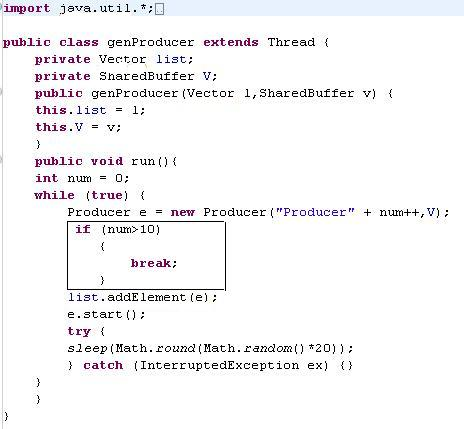 import java.util.*;
public class genProducer extends Thread {
private Vector list;
private SharedBuffer V;
public genProducer(Vector l,SharedBuffer v) {
this.list = l;
this.V = v;
}
public void run(){
int num = 0;
while (true) {
Producer e = new Producer("Producer" + num++,V);
if (num>10)
{
break;
}
list.addElement(e);
e.start();
try {
sleep(Math.round(Math.random()*20));
} catch (InterruptedException ex) {}
}
}
}